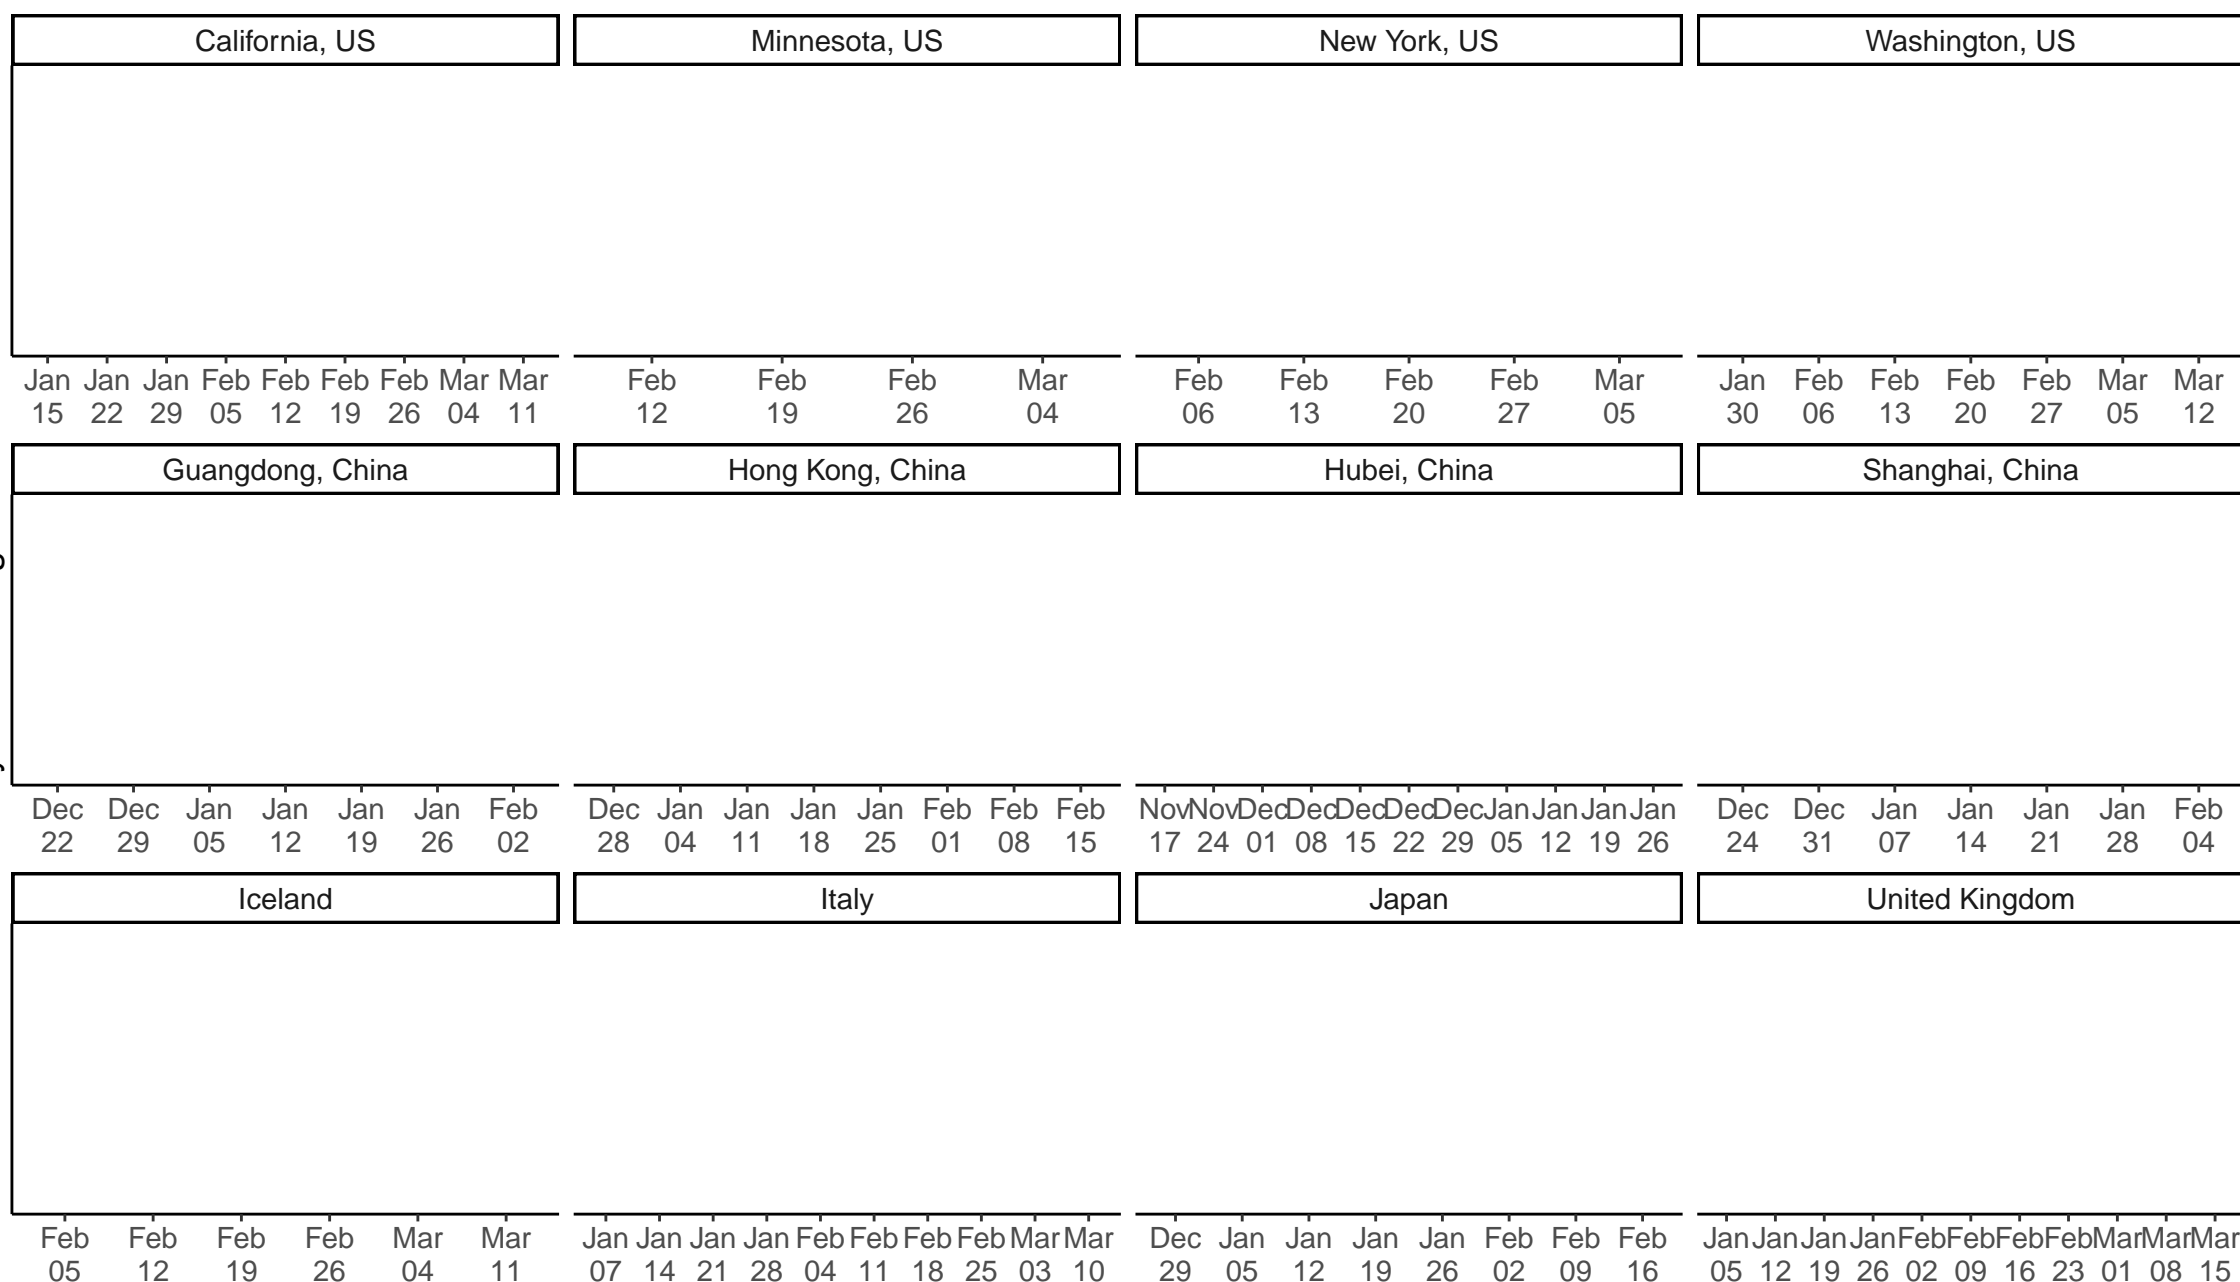 California, US Minnesota, US New York, US Washington, US
Jan Jan Jan Feb Feb Feb Feb Mar Mar Feb Feb Feb Mar Feb Feb Feb Feb Mar Jan Feb Feb Feb Feb Mar Mar
15 22 29 05 12 19 26 04 11 12 19 26 04 06 13 20 27 05 30 06 13 20 27 05 12
Guangdong, China Hong Kong, China Hubei, China Shanghai, China
Dec Dec Jan Jan Jan Jan Feb Dec Jan Jan Jan Jan Feb Feb Feb Nov Nov Dec Dec Dec Dec Dec Jan Jan Jan Jan Dec Dec Jan Jan Jan Jan Feb
22 29 05 12 19 26 02 28 04 11 18 25 01 08 15 17 24 01 08 15 22 29 05 12 19 26 24 31 07 14 21 28 04
Iceland Italy Japan United Kingdom
Feb Feb Feb Feb Mar Mar Jan Jan Jan Jan Feb Feb Feb Feb Mar Mar Dec Jan Jan Jan Jan Feb Feb Feb Jan Jan Jan Jan Feb Feb Feb Feb Mar Mar Mar
05 12 19 26 04 11 07 14 21 28 04 11 18 25 03 10 29 05 12 19 26 02 09 16 05 12 19 26 02 09 16 23 01 08 15